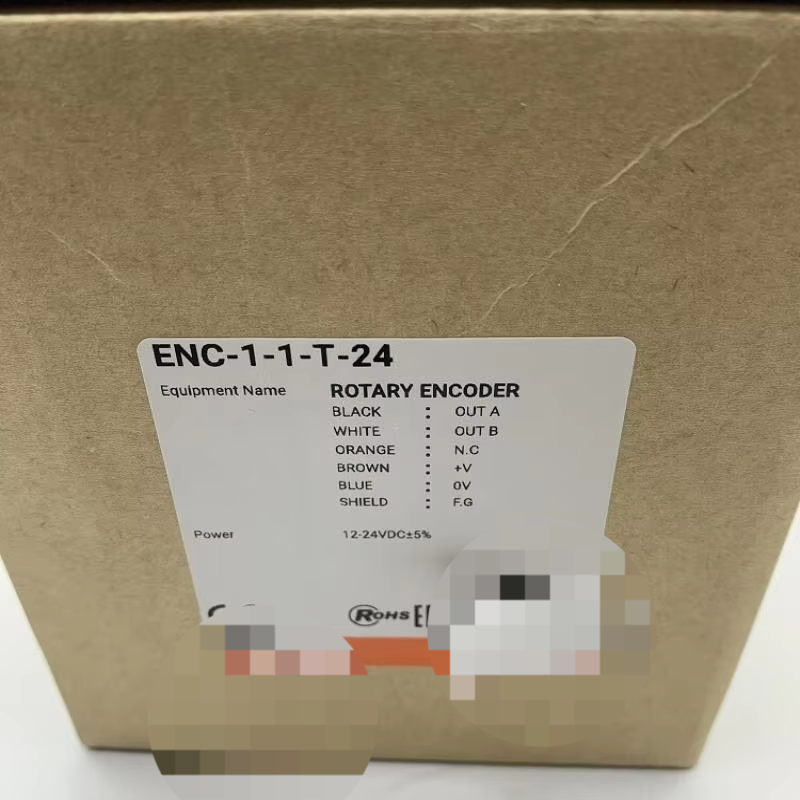 ENC-1-1-T-24
Equipment Name ROTARY ENCODER
BLACK : OUT A
WHITE : OUT B
ORANGE : N.C
BROWN : +V
BLUE : 0V
SHIELD : F.G
Power 12-24VDC±5%
RoHS